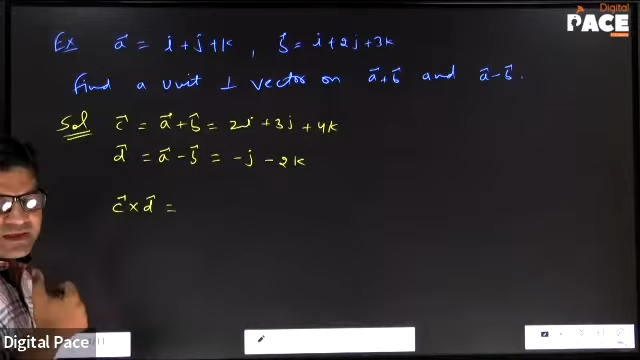 Digital
PACE
Ex a⃗ = i + j + k , b⃗ = i + 2j + 3k
Find a unit ⊥ vector on a⃗+b⃗ and a⃗-b⃗.
Sol c⃗ = a⃗+b⃗ = 2i + 3j + 4k
d⃗ = a⃗-b⃗ = -j - 2k
c⃗ × d⃗ =
Digital Pace